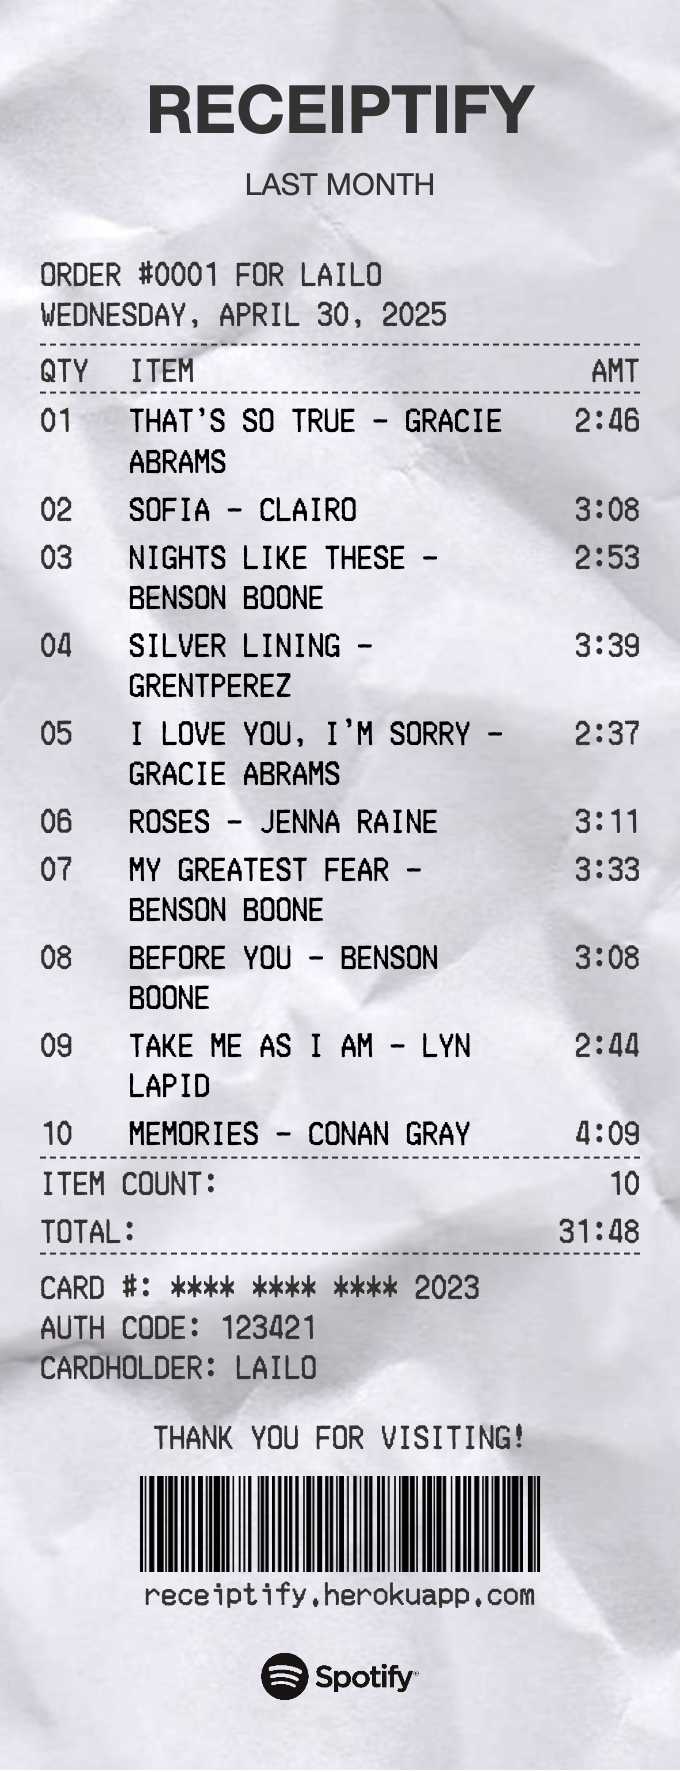 RECEIPTIFY
LAST MONTH
ORDER #0001 FOR LAILO
WEDNESDAY, APRIL 30, 2025
QTY ITEM AMT
01 THAT'S SO TRUE - GRACIE 2:46
ABRAMS
02 SOFIA - CLAIRO 3:08
03 NIGHTS LIKE THESE - 2:53
BENSON BOONE
04 SILVER LINING - 3:39
GRENTPEREZ
05 I LOVE YOU, I'M SORRY - 2:37
GRACIE ABRAMS
06 ROSES - JENNA RAINE 3:11
07 MY GREATEST FEAR - 3:33
BENSON BOONE
08 BEFORE YOU - BENSON 3:08
BOONE
09 TAKE ME AS I AM - LYN 2:44
LAPID
10 MEMORIES - CONAN GRAY 4:09
ITEM COUNT: 10
TOTAL: 31:48
CARD #: **** **** **** 2023
AUTH CODE: 123421
CARDHOLDER: LAILO
THANK YOU FOR VISITING!
receiptify.herokuapp.com
Spotify